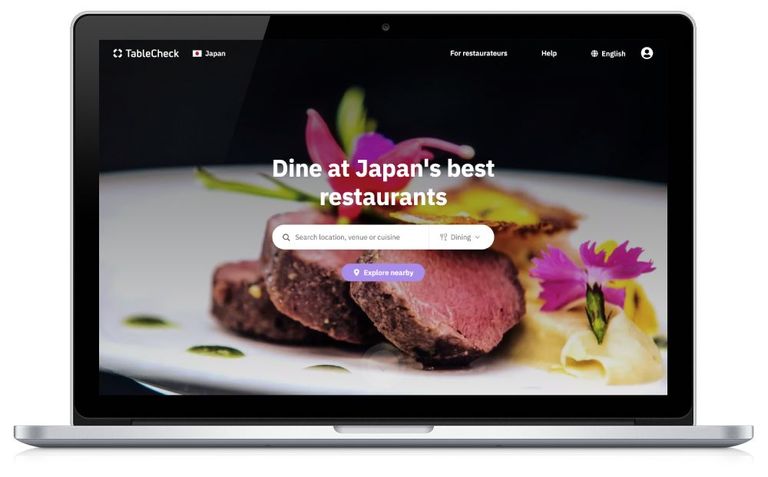 TableCheck
Japan
For restaurateurs
Help
English
Dine at Japan's best
restaurants
Search location, venue or cuisine
Dining
Explore nearby